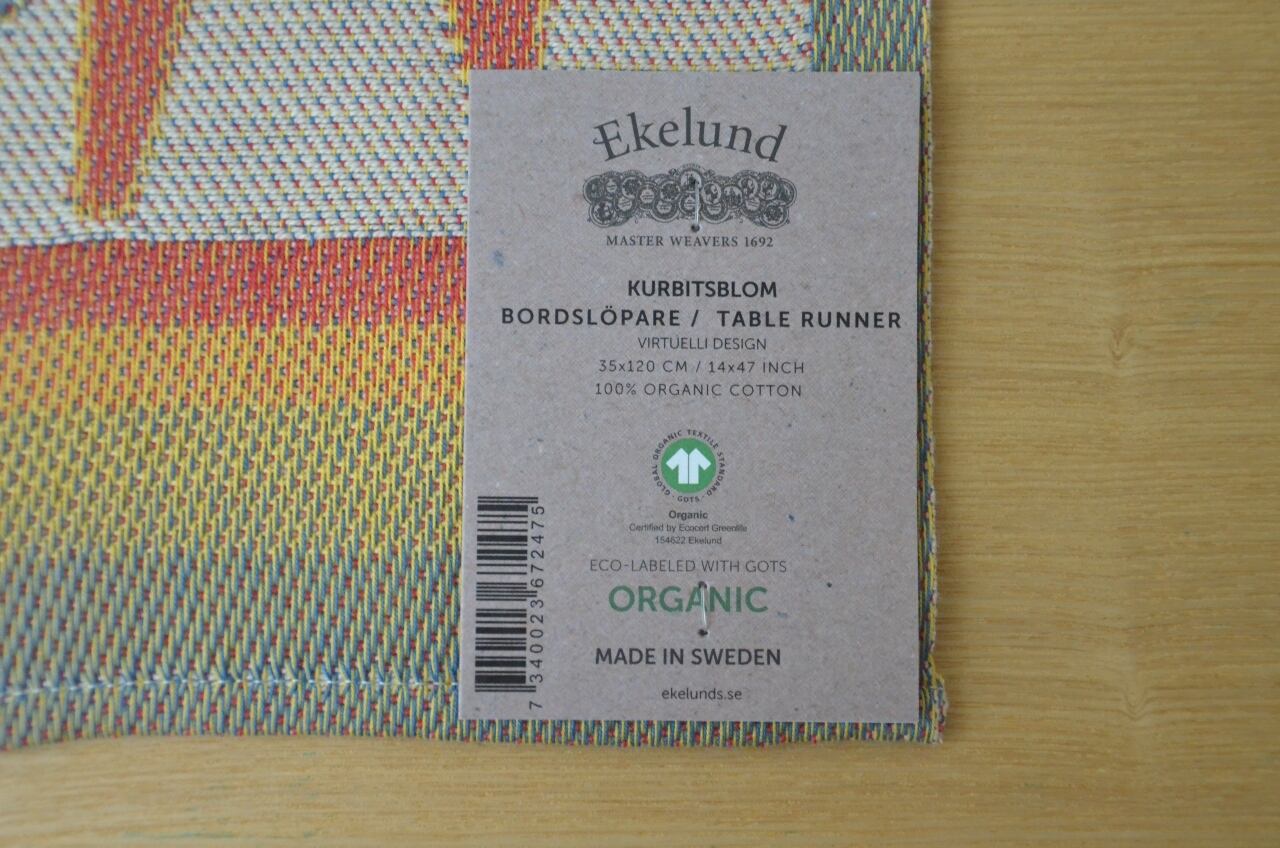 Ekelund
MASTER WEAVERS 1692
KURBITSBLOM
BORDSLÖPARE / TABLE RUNNER
VIRTUELLI DESIGN
35x120 CM / 14x47 INCH
100% ORGANIC COTTON
GLOBAL ORGANIC TEXTILE STANDARD
· GOTS ·
Organic
Certified by Ecocert Greenlife
154622 Ekelund
ECO-LABELED WITH GOTS
ORGANIC
MADE IN SWEDEN
ekelunds.se
7 340023 672475